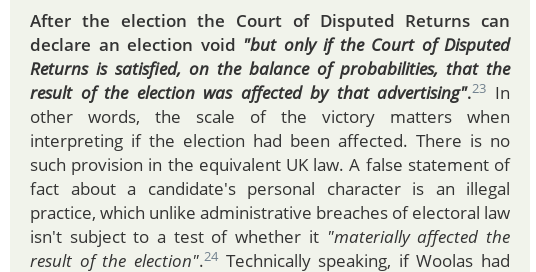 After the election the Court of Disputed Returns can
declare an election void "but only if the Court of Disputed
Returns is satisfied, on the balance of probabilities, that the
result of the election was affected by that advertising".23 In
other words, the scale of the victory matters when
interpreting if the election had been affected. There is no
such provision in the equivalent UK law. A false statement of
fact about a candidate's personal character is an illegal
practice, which unlike administrative breaches of electoral law
isn't subject to a test of whether it "materially affected the
result of the election".24 Technically speaking, if Woolas had